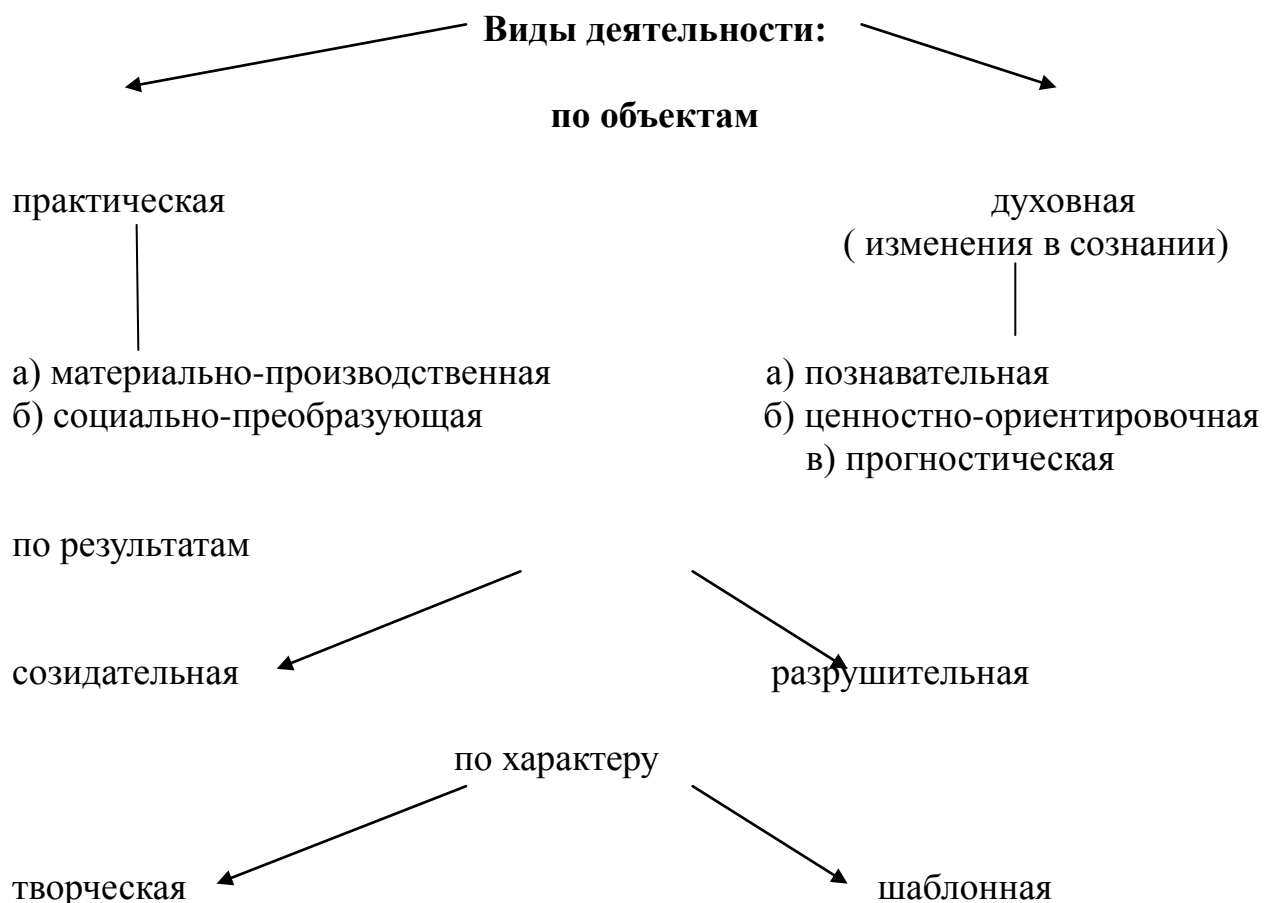 Виды деятельности:
по объектам
практическая духовная
( изменения в сознании)
а) материально-производственная а) познавательная
б) социально-преобразующая б) ценностно-ориентировочная
в) прогностическая
по результатам
созидательная разрушительная
по характеру
творческая шаблонная